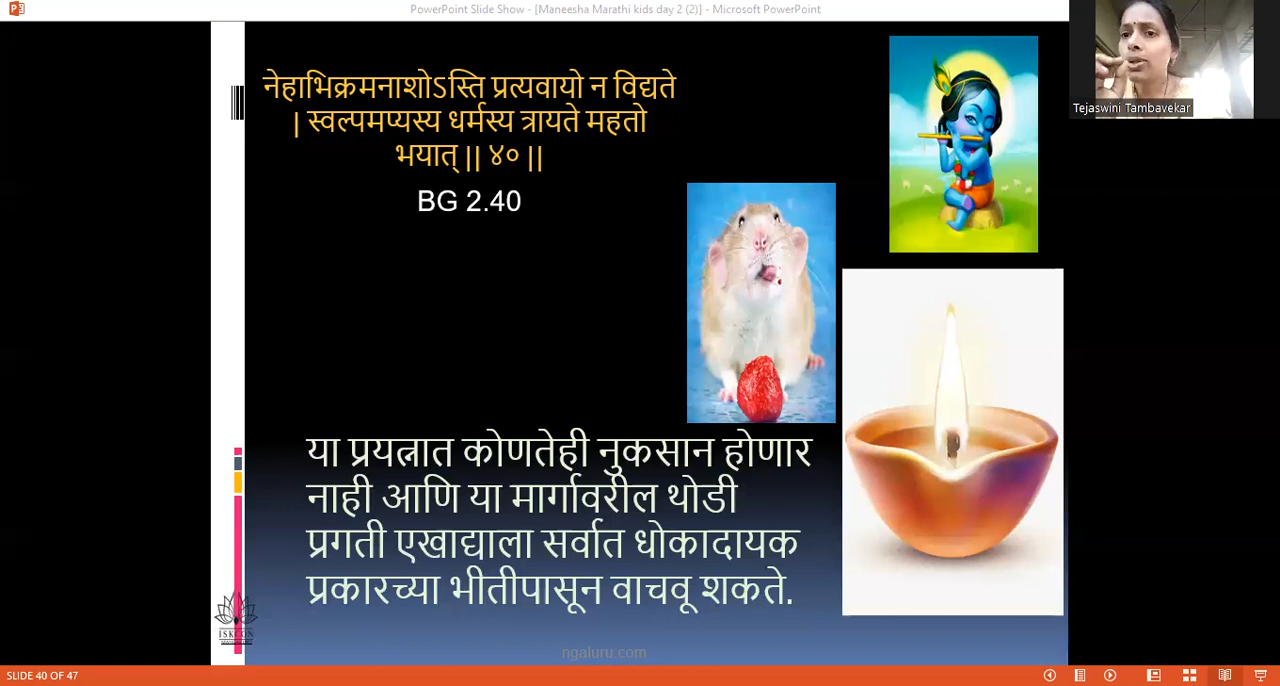 PowerPoint Slide Show - [Maneesha Marathi kids day 2 (2)] - Microsoft PowerPoint
Tejaswini Tambavekar
नेहाभिक्रमनाशोऽस्ति प्रत्यवायो न विद्यते
| स्वल्पमप्यस्य धर्मस्य त्रायते महतो
भयात् || ४० ||
BG 2.40
या प्रयत्नात कोणतेही नुकसान होणार
नाही आणि या मार्गावरील थोडी
प्रगती एखाद्याला सर्वात धोकादायक
प्रकारच्या भीतीपासून वाचवू शकते.
ISKCON
ngaluru.com
SLIDE 40 OF 47